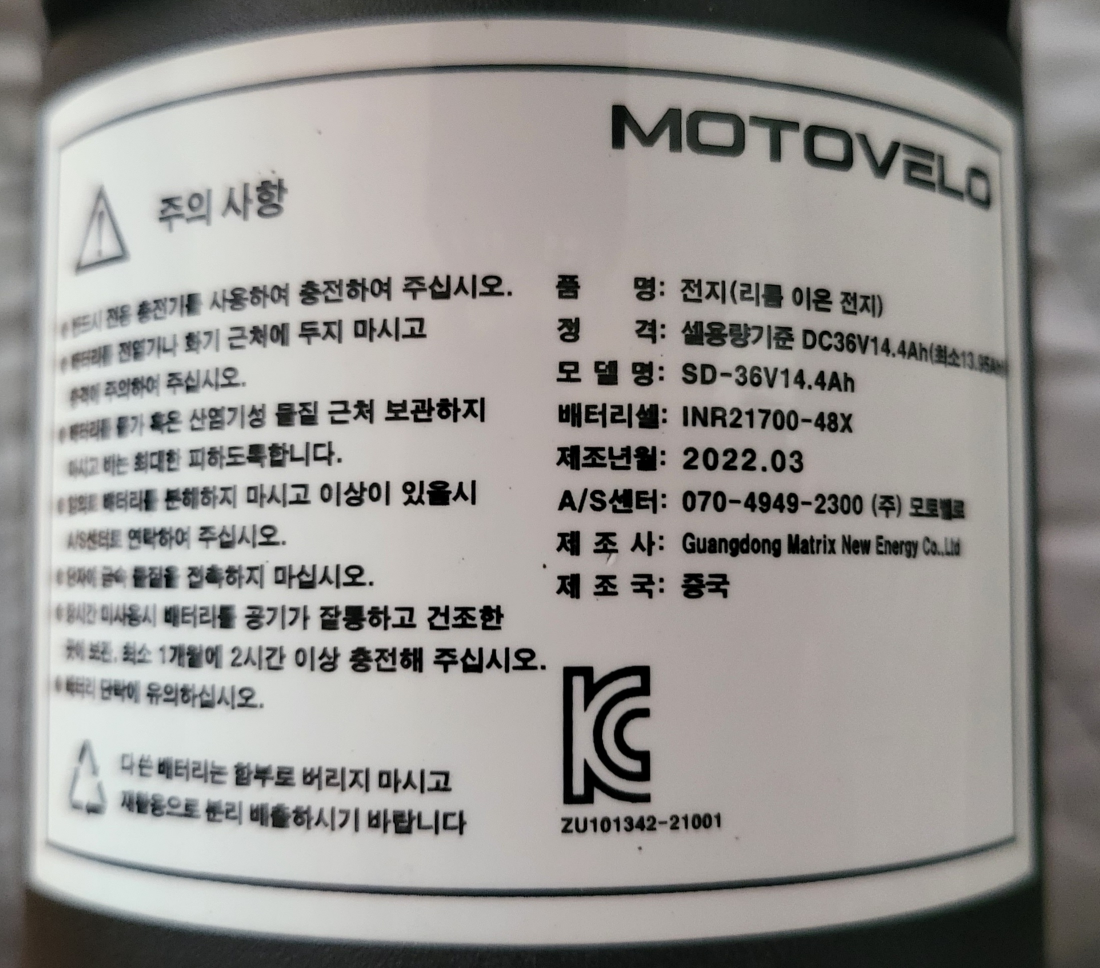 MOTOVELO
주의 사항
반드시 전동 충전기를 사용하여 충전하여 주십시오.
배터리를 전열기나 화기 근처에 두지 마시고
충격에 주의하여 주십시오.
배터리를 물가 혹은 산염기성 물질 근처 보관하지
마시고 비는 최대한 피하도록합니다.
임의로 배터리를 분해하지 마시고 이상이 있을시
A/S센터로 연락하여 주십시오.
단자에 금속 물질을 접촉하지 마십시오.
장시간 미사용시 배터리를 공기가 잘통하고 건조한
곳에 보관, 최소 1개월에 2시간 이상 충전해 주십시오.
배터리 단락에 유의하십시오.
다 쓴 배터리는 함부로 버리지 마시고
재활용으로 분리 배출하시기 바랍니다
품 명: 전지(리튬 이온 전지)
정 격: 셀용량기준 DC36V14.4Ah(최소13.95Ah)
모 델 명: SD-36V14.4Ah
배터리셀: INR21700-48X
제조년월: 2022.03
A/S센터: 070-4949-2300 (주) 모토벨로
제 조 사: Guangdong Matrix New Energy Co.,Ltd
제 조 국: 중국
KC
ZU101342-21001